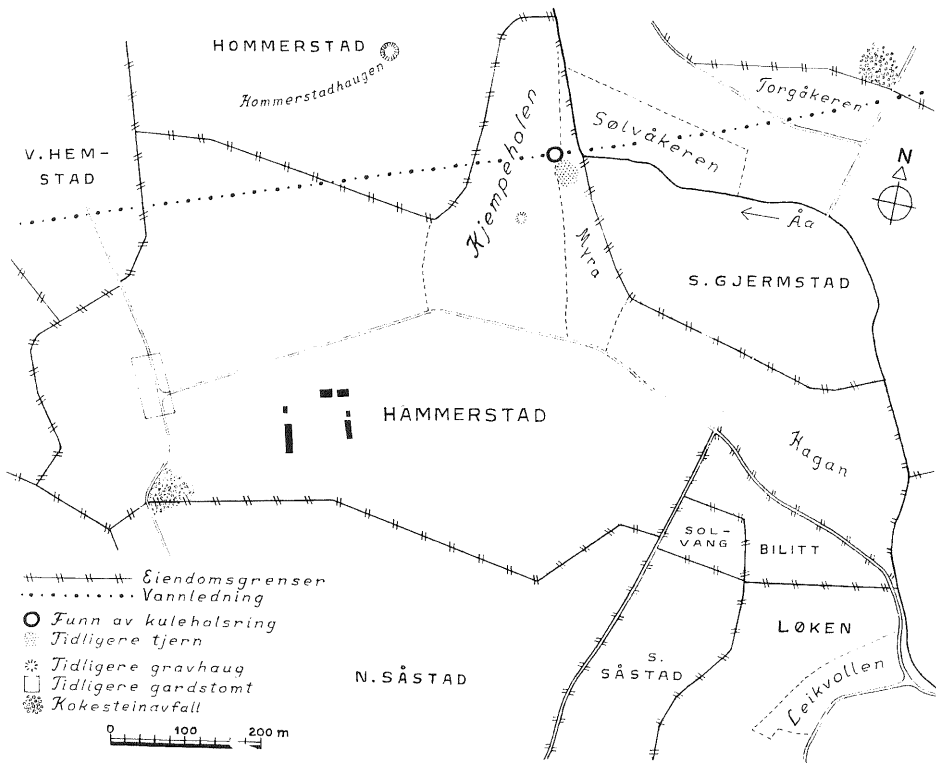 HOMMERSTAD
Hommerstadhaugen
V. HEM-
STAD
Kjempeholen
Sølvåkeren
Torgåkeren
N
Myra
Åa
S. GJERMSTAD
HAMMERSTAD
Hagan
SOL-
VANG
BILITT
LØKEN
N. SÅSTAD
S.
SÅSTAD
Leikvollen
Eiendomsgrenser
Vannledning
Funn av kuleholsring
Tidligere tjern
Tidligere gravhaug
Tidligere gardstomt
Kokesteinavfall
0 100 200 m